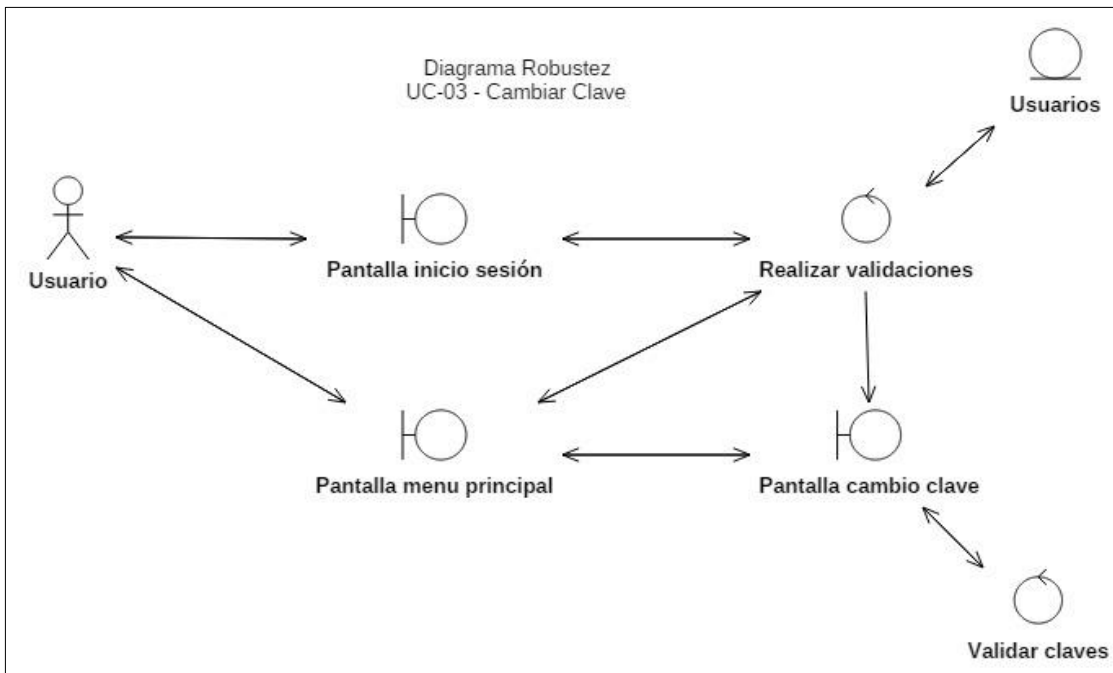 Diagrama Robustez
UC-03 - Cambiar Clave
Usuarios
Usuario
Pantalla inicio sesión
Realizar validaciones
Pantalla menu principal
Pantalla cambio clave
Validar claves